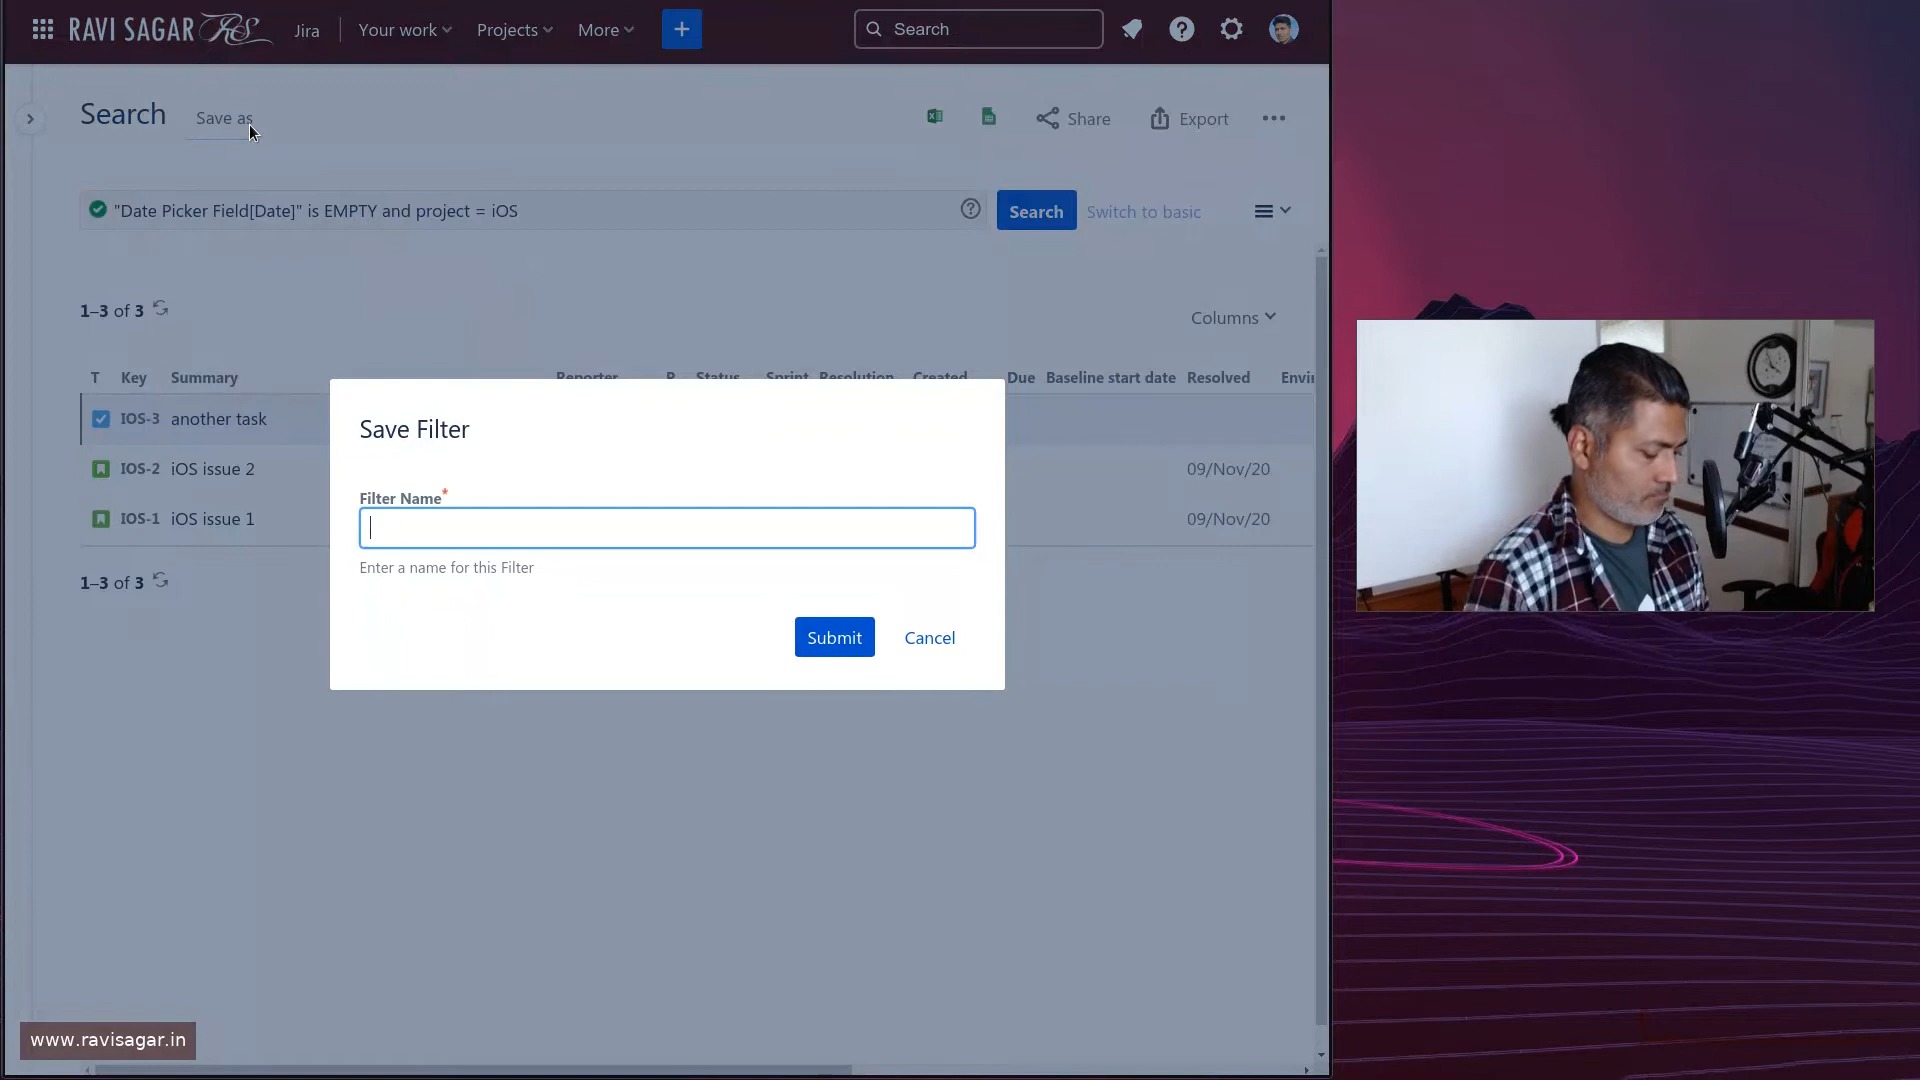 RAVI SAGAR RS Jira Your work Projects More + Search
Search Save as Share Export
"Date Picker Field[Date]" is EMPTY and project = iOS Search Switch to basic
1–3 of 3
Columns
T Key Summary Reporter P Status Sprint Resolution Created Due Baseline start date Resolved
IOS-3 another task
IOS-2 iOS issue 2 09/Nov/20
IOS-1 iOS issue 1 09/Nov/20
1–3 of 3
Save Filter
Filter Name*
Enter a name for this Filter
Submit Cancel
www.ravisagar.in